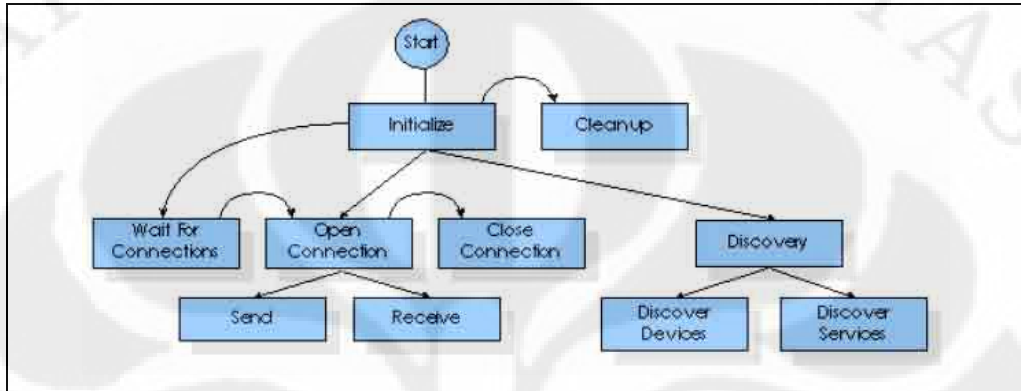 Start
Initialize
Cleanup
Wait For
Connections
Open
Connection
Close
Connection
Discovery
Send
Receive
Discover
Devices
Discover
Services